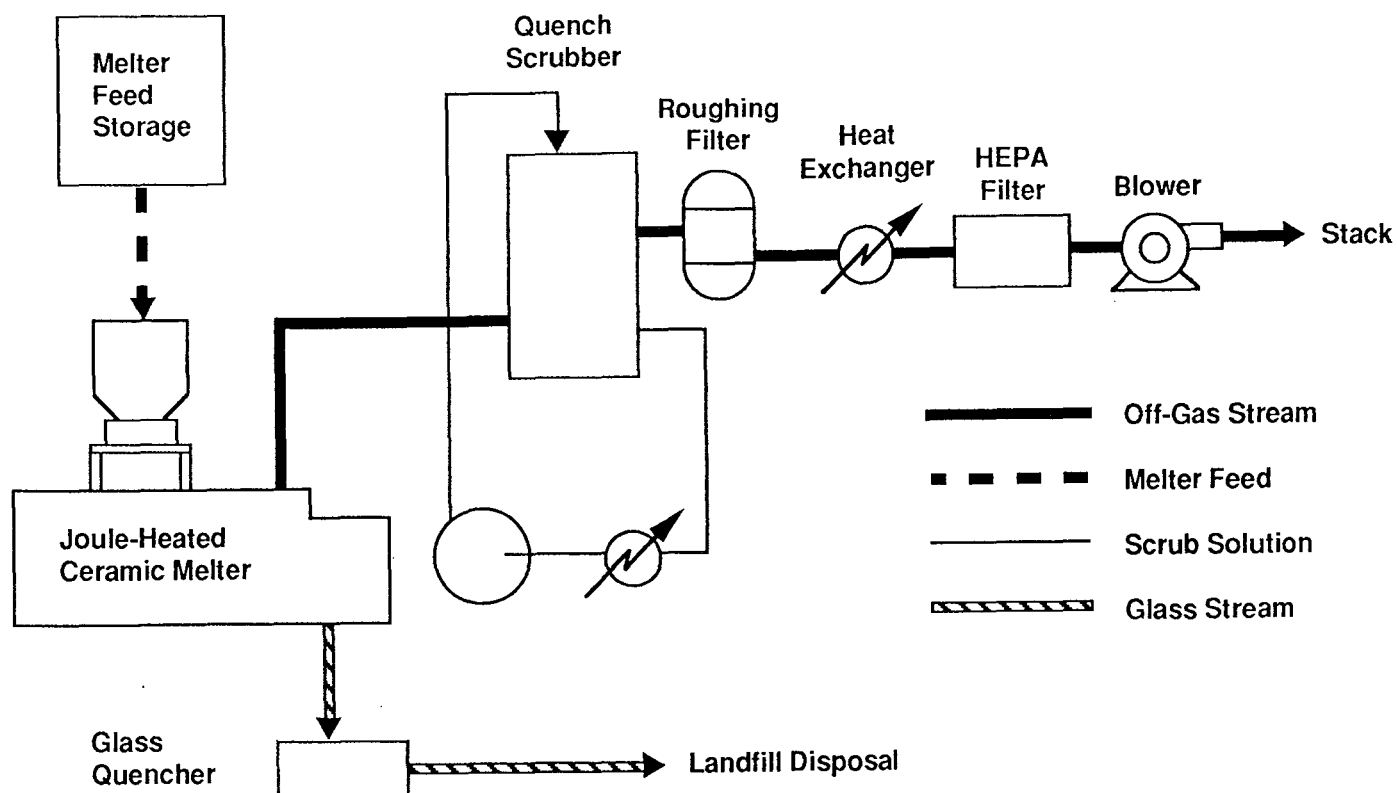 Melter
Feed
Storage
Quench
Scrubber
Roughing
Filter
Heat
Exchanger
HEPA
Filter
Blower
Stack
Off-Gas Stream
Melter Feed
Scrub Solution
Glass Stream
Joule-Heated
Ceramic Melter
Glass
Quencher
Landfill Disposal